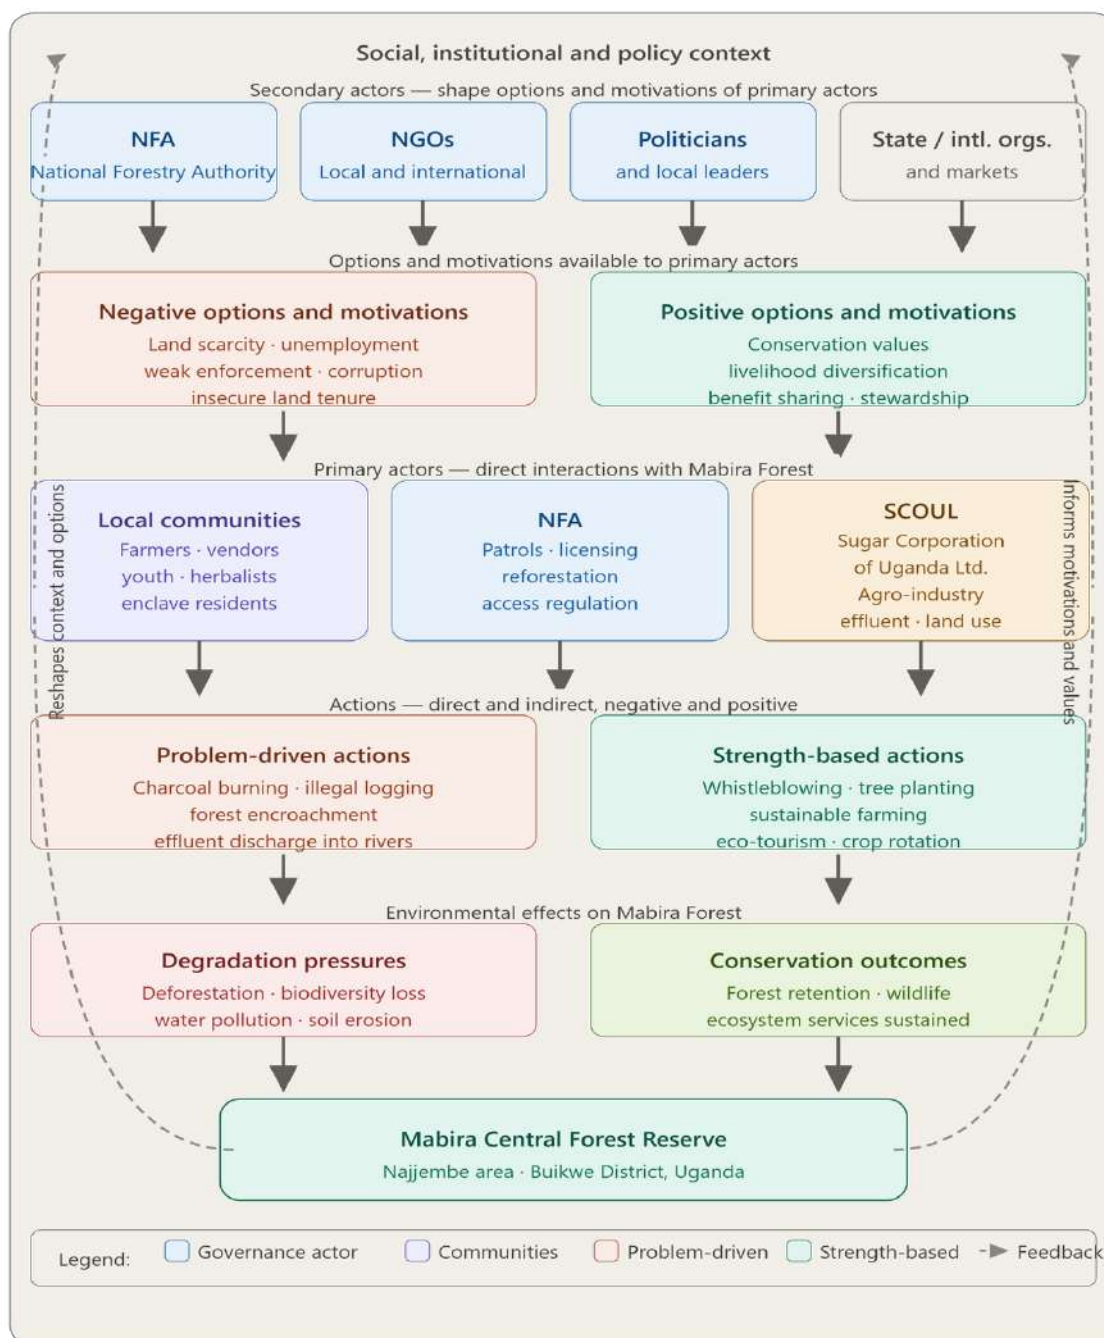 Social, institutional and policy context
Secondary actors — shape options and motivations of primary actors
NFA
National Forestry Authority
NGOs
Local and international
Politicians
and local leaders
State / intl. orgs.
and markets
Options and motivations available to primary actors
Negative options and motivations
Land scarcity · unemployment
weak enforcement · corruption
insecure land tenure
Positive options and motivations
Conservation values
livelihood diversification
benefit sharing · stewardship
Primary actors — direct interactions with Mabira Forest
Local communities
Farmers · vendors
youth · herbalists
enclave residents
NFA
Patrols · licensing
reforestation
access regulation
SCOUL
Sugar Corporation
of Uganda Ltd.
Agro-industry
effluent · land use
Reshapes context and options
Informs motivations and values
Actions — direct and indirect, negative and positive
Problem-driven actions
Charcoal burning · illegal logging
forest encroachment
effluent discharge into rivers
Strength-based actions
Whistleblowing · tree planting
sustainable farming
eco-tourism · crop rotation
Environmental effects on Mabira Forest
Degradation pressures
Deforestation · biodiversity loss
water pollution · soil erosion
Conservation outcomes
Forest retention · wildlife
ecosystem services sustained
Mabira Central Forest Reserve
Najjembe area · Buikwe District, Uganda
Legend:
Governance actor
Communities
Problem-driven
Strength-based
Feedback